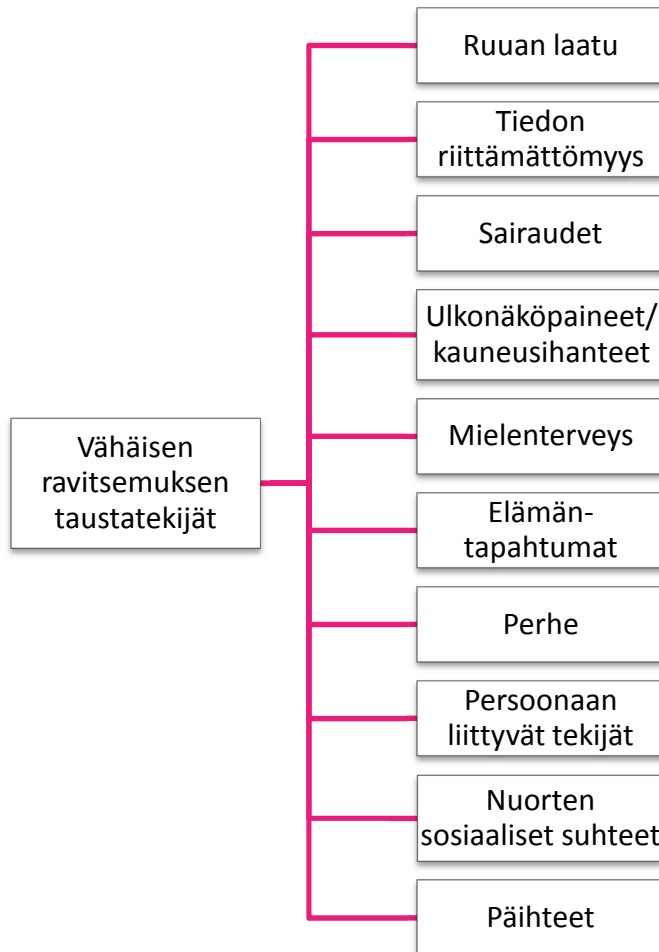 Ruuan laatu
Tiedon
riittämättömyys
Sairaudet
Ulkonäköpaineet/
kauneusihanteet
Vähäisen
ravitsemuksen
taustatekijät
Mielenterveys
Elämän-
tapahtumat
Perhe
Persoonaan
liittyvät tekijät
Nuorten
sosiaaliset suhteet
Päihteet